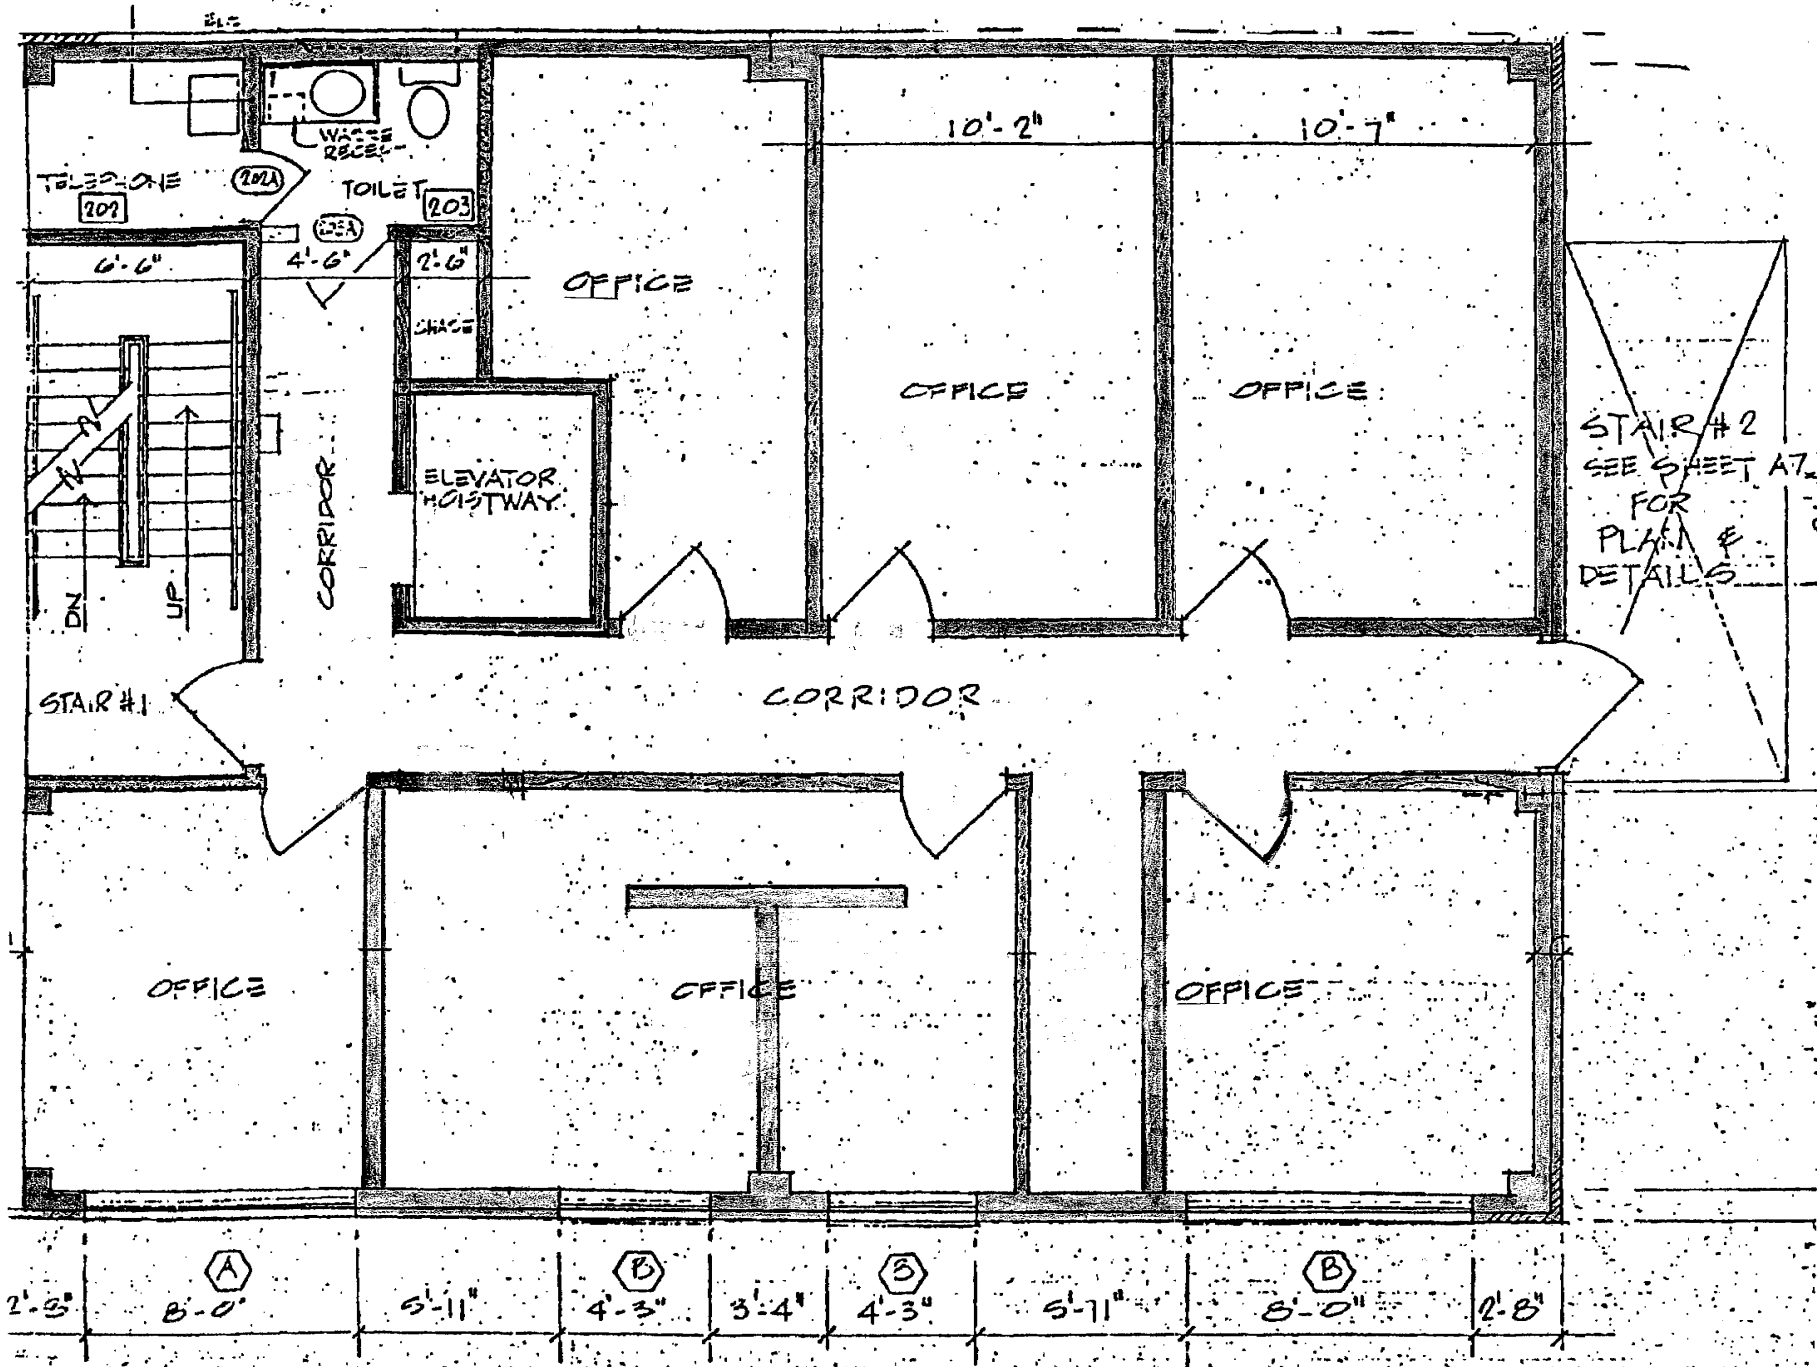 ELE
10'-2"
10'-7"
WASTE
RECEP
TELEPHONE
202
202A
TOILET
203
6'-6"
4'-6"
2'-6"
OFFICE
CHASE
OFFICE
OFFICE
STAIR #2
SEE SHEET A7
FOR
PLAN &
DETAILS
ELEVATOR
HOISTWAY
CORRIDOR
DN
UP
STAIR #1
CORRIDOR
OFFICE
OFFICE
OFFICE
A
B
B
B
2'-8"
8'-0"
5'-11"
4'-3"
3'-4"
4'-3"
5'-11"
8'-0"
2'-8"